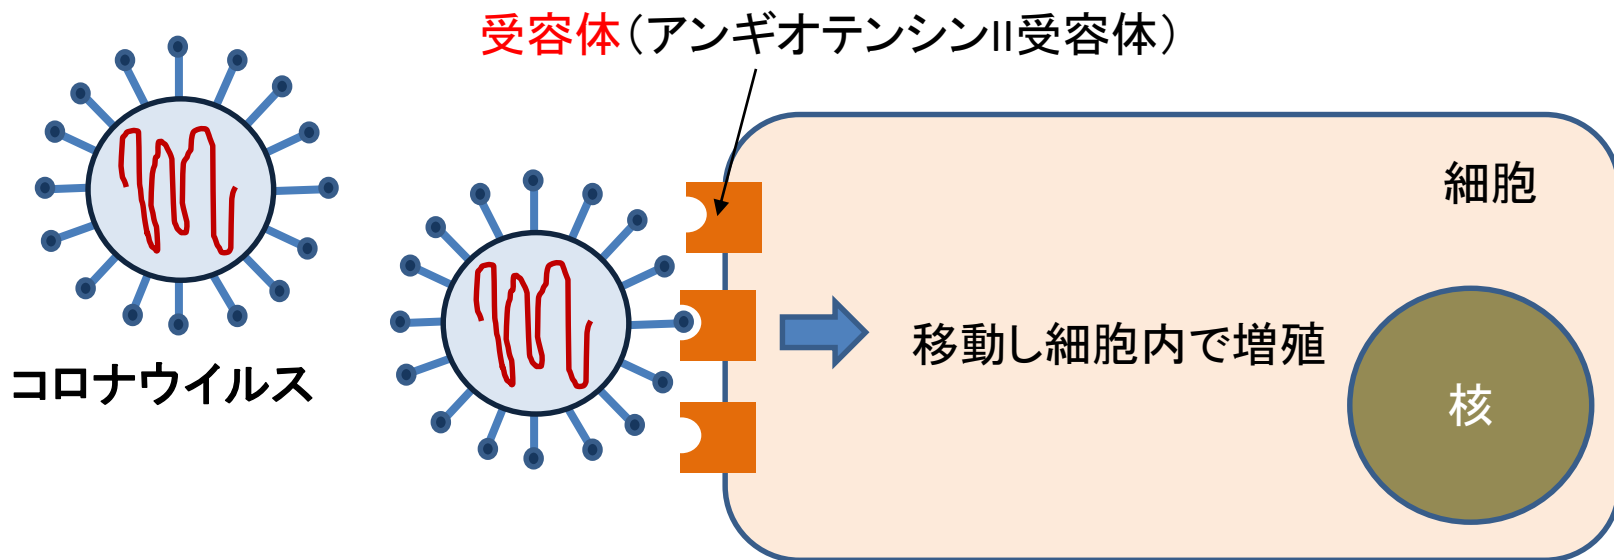 受容体（アンギオテンシンII受容体）
細胞
移動し細胞内で増殖
コロナウイルス
核